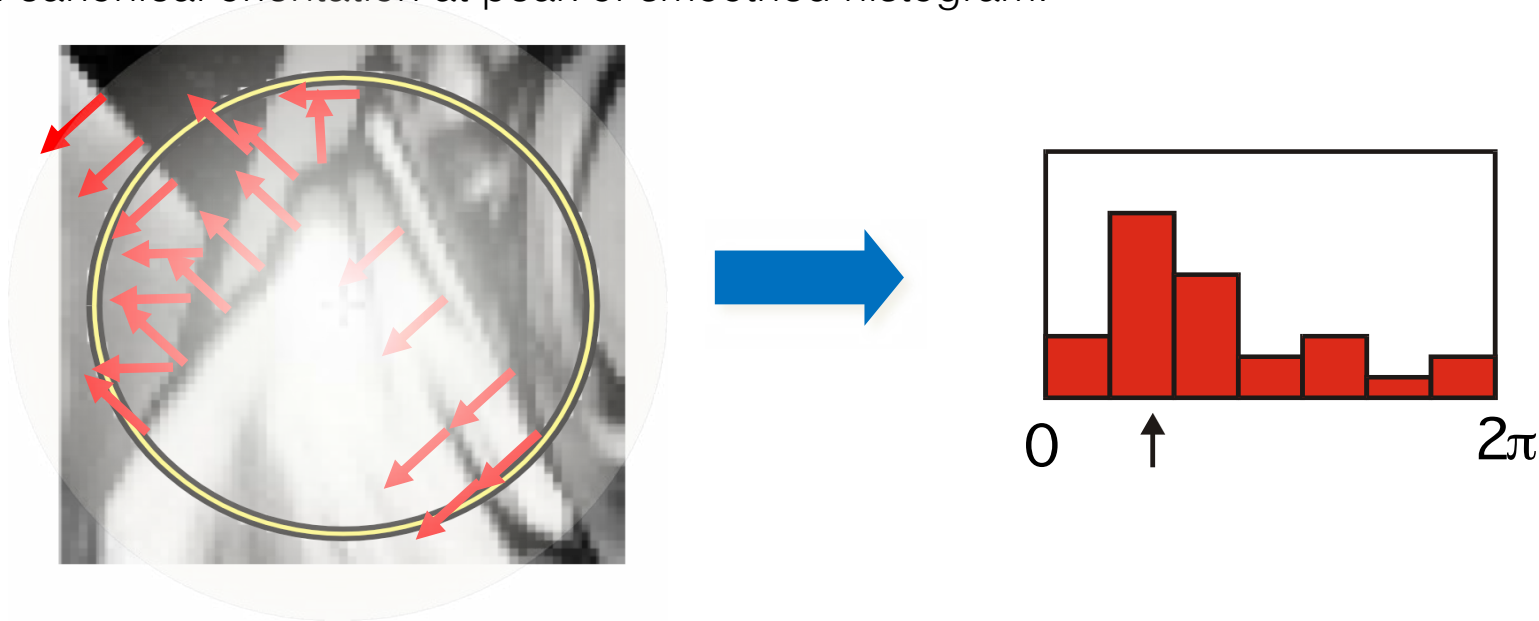 canonical orientation at peak of smoothed histogram.
0
2π